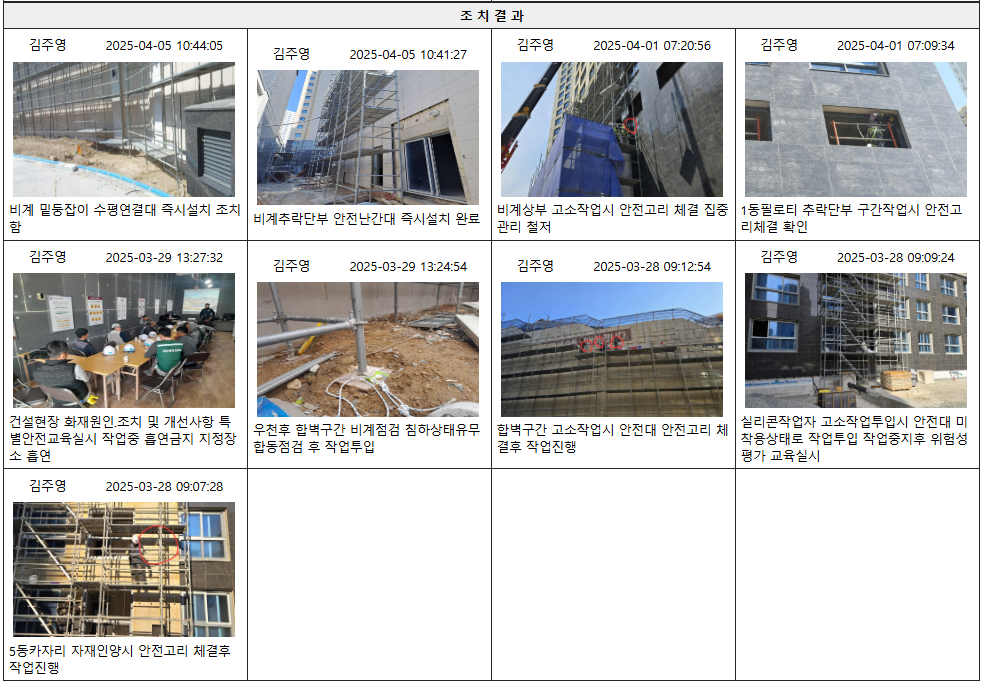 조 치 결 과
김주영 2025-04-05 10:44:05
비계 밑둥잡이 수평연결대 즉시설치 조치
함
김주영 2025-04-05 10:41:27
비계추락단부 안전난간대 즉시설치 완료
김주영 2025-04-01 07:20:56
비계상부 고소작업시 안전고리 체결 집중
관리 철저
김주영 2025-04-01 07:09:34
1동필로티 추락단부 구간작업시 안전고
리체결 확인
김주영 2025-03-29 13:27:32
건설현장 화재원인.조치 및 개선사항 특
별안전교육실시 작업중 흡연금지 지정장
소 흡연
김주영 2025-03-29 13:24:54
우천후 합벽구간 비계점검 침하상태유무
합동점검 후 작업투입
김주영 2025-03-28 09:12:54
합벽구간 고소작업시 안전대 안전고리 체
결후 작업진행
김주영 2025-03-28 09:09:24
실리콘작업자 고소작업투입시 안전대 미
착용상태로 작업투입 작업중지후 위험성
평가 교육실시
김주영 2025-03-28 09:07:28
5동카자리 자재인양시 안전고리 체결후
작업진행